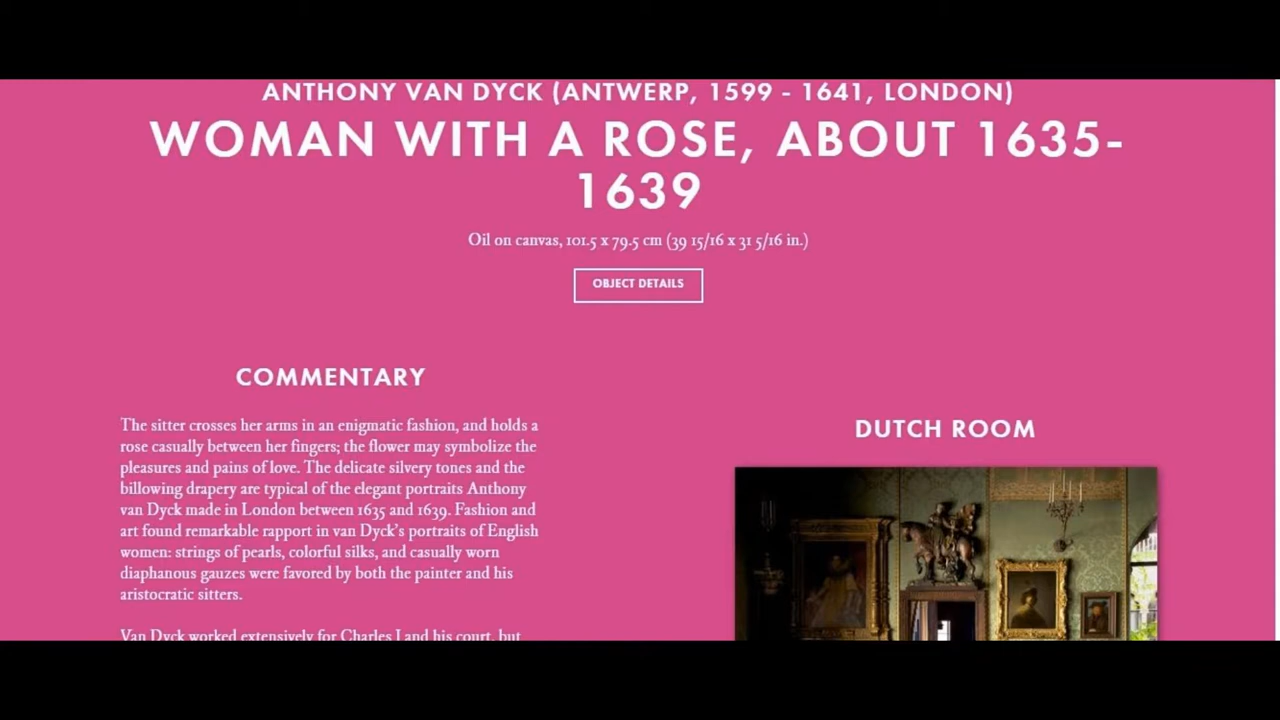 ANTHONY VAN DYCK (ANTWERP, 1599 - 1641, LONDON)
WOMAN WITH A ROSE, ABOUT 1635-
1639
Oil on canvas, 101.5 x 79.5 cm (39 15/16 x 31 5/16 in.)
OBJECT DETAILS
COMMENTARY
The sitter crosses her arms in an enigmatic fashion, and holds a
rose casually between her fingers; the flower may symbolize the
pleasures and pains of love. The delicate silvery tones and the
billowing drapery are typical of the elegant portraits Anthony
van Dyck made in London between 1635 and 1639. Fashion and
art found remarkable rapport in van Dyck's portraits of English
women: strings of pearls, colorful silks, and casually worn
diaphanous gauzes were favored by both the painter and his
aristocratic sitters.
Van Dyck worked extensively for Charles I and his court, but
DUTCH ROOM